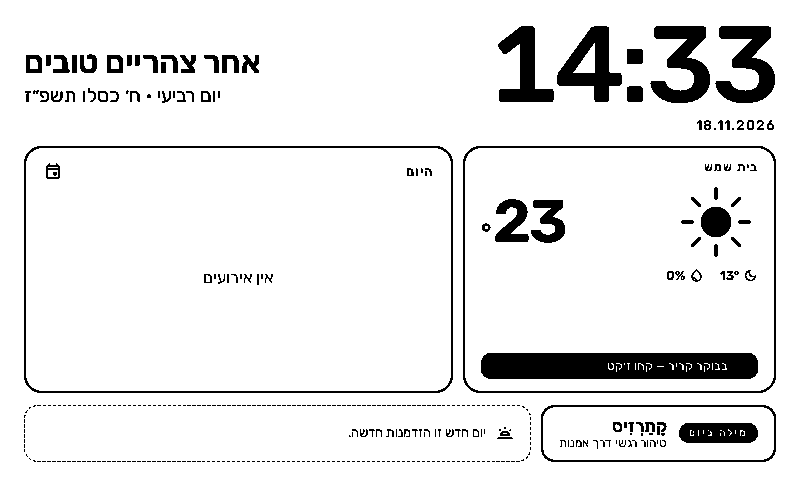 14:33
18.11.2026
אחר צהריים טובים
יום רביעי • ח׳ כסלו תשפ״ז
בית שמש
23°
13°
0%
בבוקר קריר – קחו ז׳קט
היום
אין אירועים
מילה ביום
קָתַרְזִיס
טיהור רגשי דרך אמנות
יום חדש זו הזדמנות חדשה.